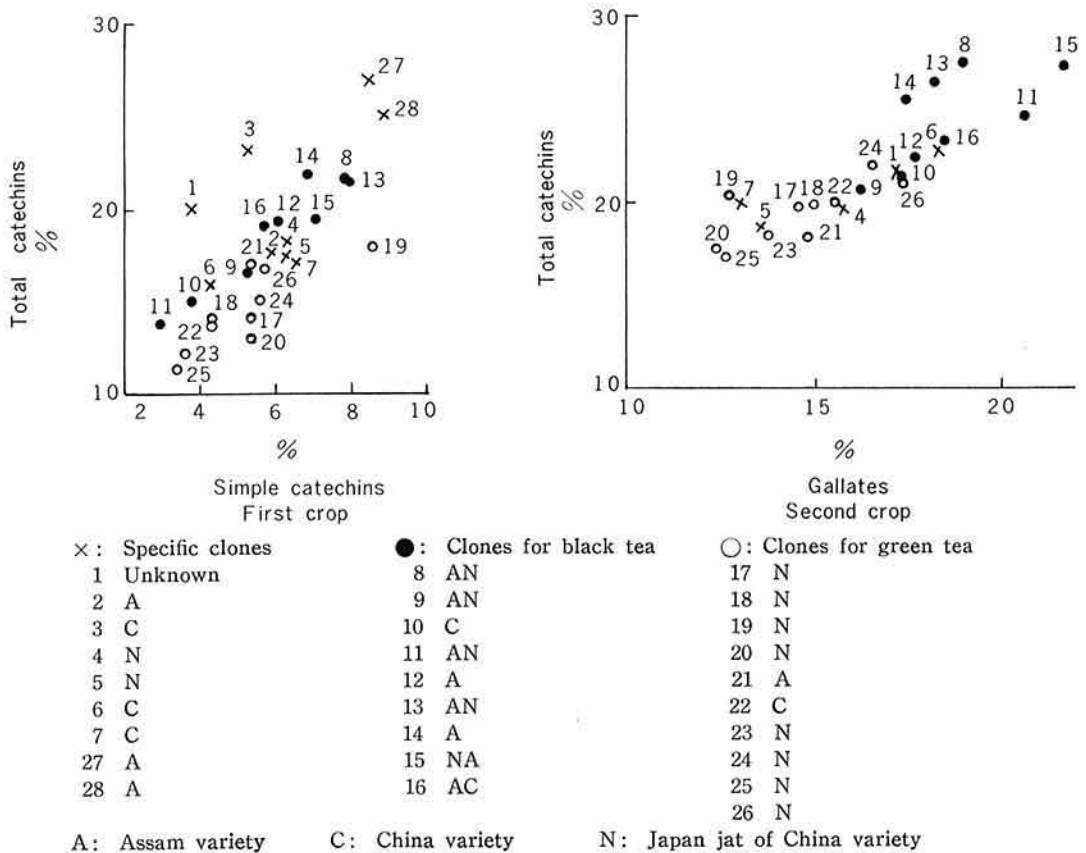 30
20
10
Total catechins
%
27
28
3
14
8
13
1
16
12
15
4
2
21
5
7
19
6
9
26
10
18
24
11
22
17
23
20
25
2 4 6 8 10
%
Simple catechins
First crop
30
20
10
Total catechins
%
8
15
13
14
11
6
16
24
1
12
19
7
17
18
22
10
9
26
5
4
20
23
21
25
10 15 20
%
Gallates
Second crop
×: Specific clones
1 Unknown
2 A
3 C
4 N
5 N
6 C
7 C
27 A
28 A
●: Clones for black tea
8 AN
9 AN
10 C
11 AN
12 A
13 AN
14 A
15 NA
16 AC
○: Clones for green tea
17 N
18 N
19 N
20 N
21 A
22 C
23 N
24 N
25 N
26 N
A: Assam variety C: China variety N: Japan jat of China variety